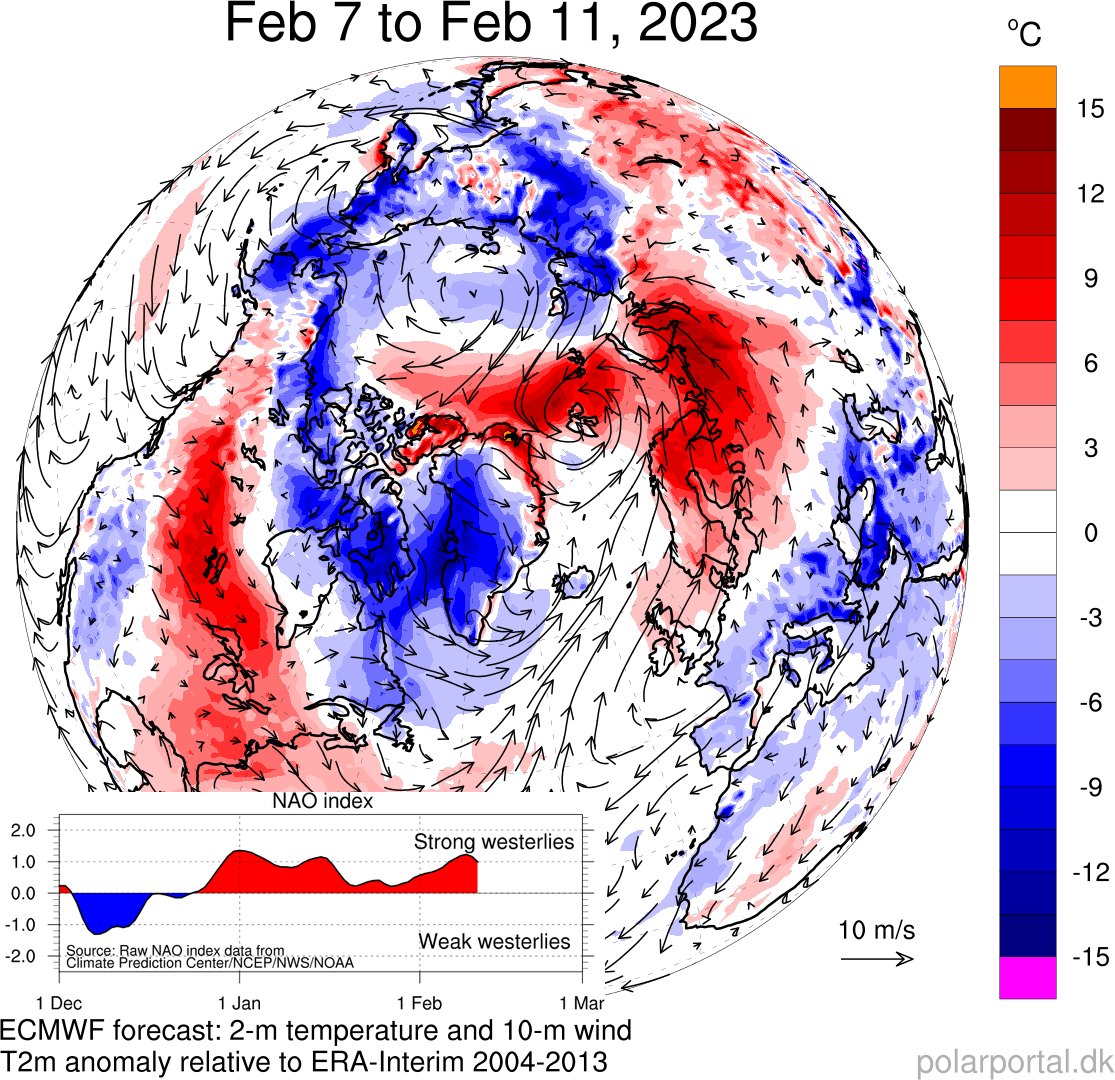 Feb 7 to Feb 11, 2023
°C
15
12
9
6
3
0
-3
-6
-9
-12
-15
10 m/s
NAO index
2.0
1.0
0.0
-1.0
-2.0
Strong westerlies
Weak westerlies
Source: Raw NAO index data from
Climate Prediction Center/NCEP/NWS/NOAA
1 Dec 1 Jan 1 Feb 1 Mar
ECMWF forecast: 2-m temperature and 10-m wind
T2m anomaly relative to ERA-Interim 2004-2013
polarportal.dk